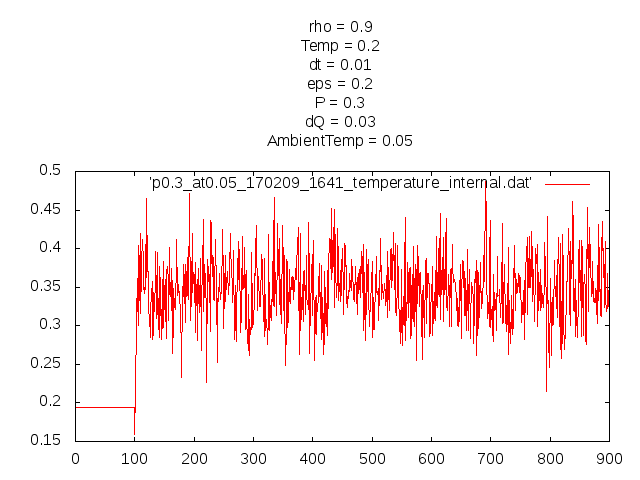 rho = 0.9
Temp = 0.2
dt = 0.01
eps = 0.2
P = 0.3
dQ = 0.03
AmbientTemp = 0.05
'p0.3_at0.05_170209_1641_temperature_internal.dat'
0.5
0.45
0.4
0.35
0.3
0.25
0.2
0.15
0 100 200 300 400 500 600 700 800 900